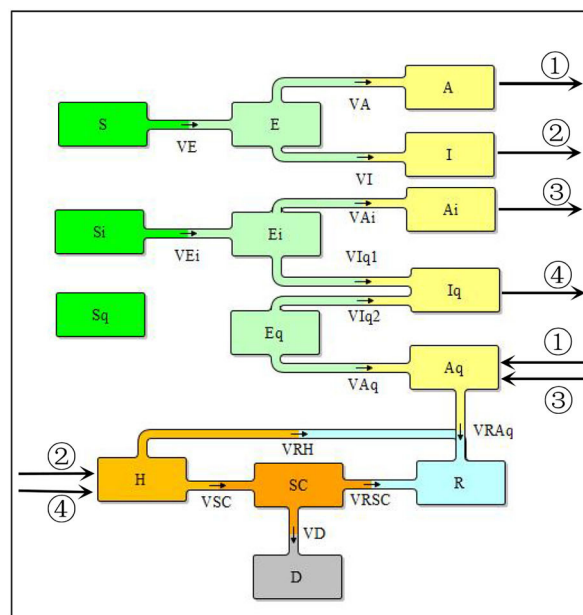 ①
A
VA
S
E
VE
②
I
VI
③
Ai
VAi
Si
Ei
VEi
VIq1
④
Iq
Sq
VIq2
Eq
①
Aq
VAq
③
VRAq
②
VRH
H
SC
R
④
VSC
VRSC
VD
D